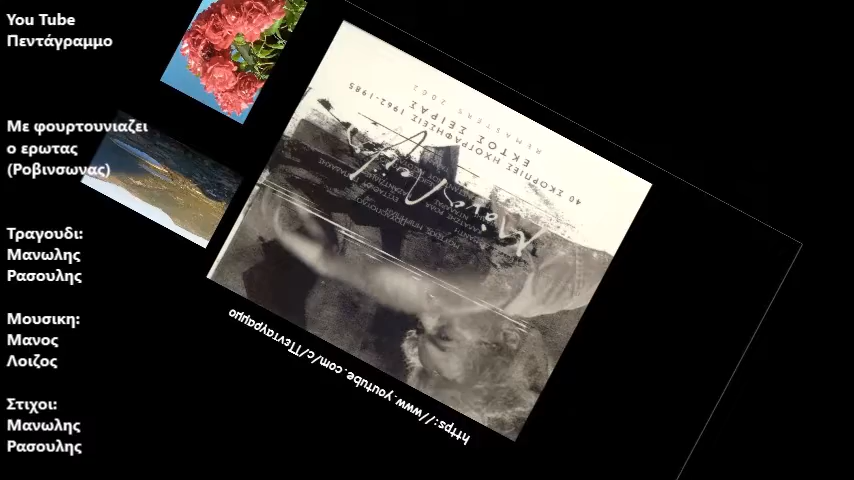 You Tube
Πεντάγραμμο
Με φουρτουνιαζει
ο ερωτας
(Ροβινσωνας)
Τραγουδι:
Μανωλης
Ρασουλης
Μουσικη:
Μανος
Λοιζος
Στιχοι:
Μανωλης
Ρασουλης
40 ΣΚΟΡΠΙΕΣ ΗΧΟΓΡΑΦΗΣΕΙΣ 1962-1985
ΕΚΤΟΣ ΣΕΙΡΑΣ
REMASTERS 2002
https://www.youtube.com/c/Πενταγραμμο